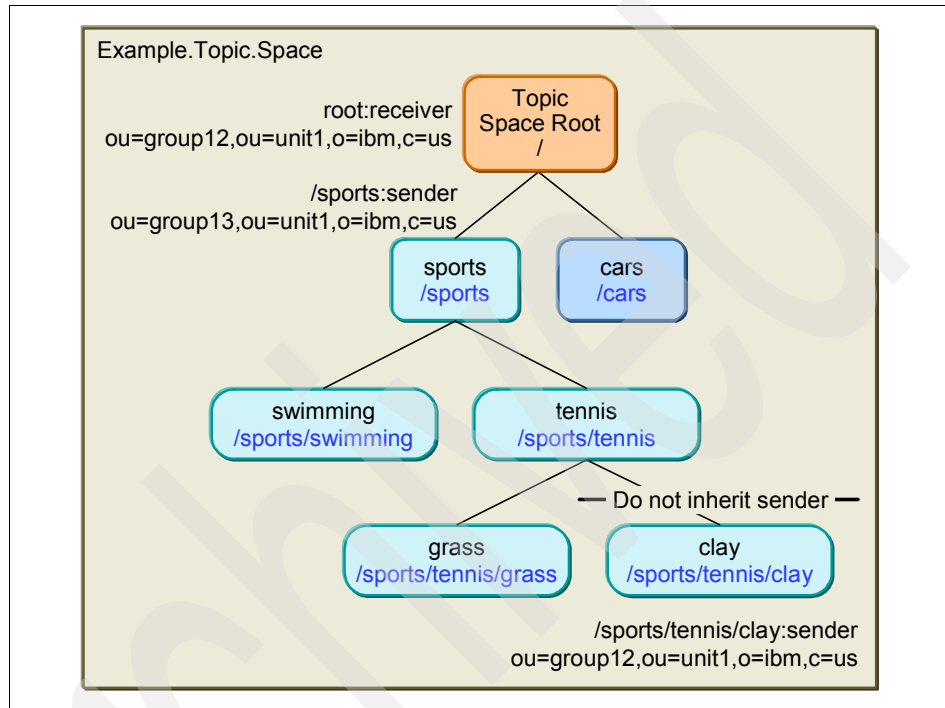 Example.Topic.Space
root:receiver
ou=group12,ou=unit1,o=ibm,c=us
Topic
Space Root
/
/sports:sender
ou=group13,ou=unit1,o=ibm,c=us
sports
/sports
cars
/cars
swimming
/sports/swimming
tennis
/sports/tennis
Do not inherit sender
grass
/sports/tennis/grass
clay
/sports/tennis/clay
/sports/tennis/clay:sender
ou=group12,ou=unit1,o=ibm,c=us